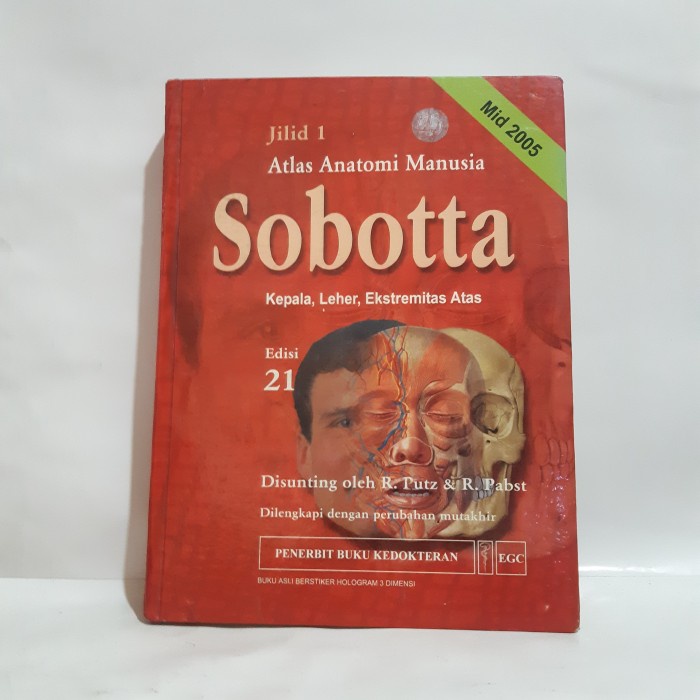 Mid 2005
Jilid 1
Atlas Anatomi Manusia
Sobotta
Kepala, Leher, Ekstremitas Atas
Edisi
21
Disunting oleh R. Putz & R. Pabst
Dilengkapi dengan perubahan mutakhir
PENERBIT BUKU KEDOKTERAN EGC
BUKU ASLI BERSTIKER HOLOGRAM 3 DIMENSI